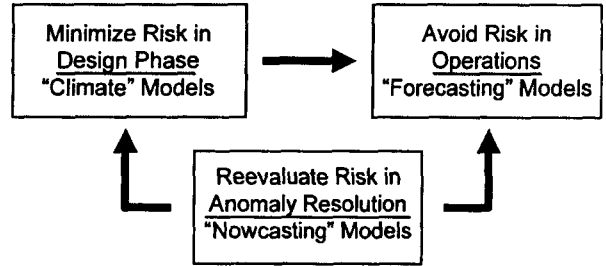 Minimize Risk in
Design Phase
“Climate” Models
Avoid Risk in
Operations
“Forecasting” Models
Reevaluate Risk in
Anomaly Resolution
“Nowcasting” Models